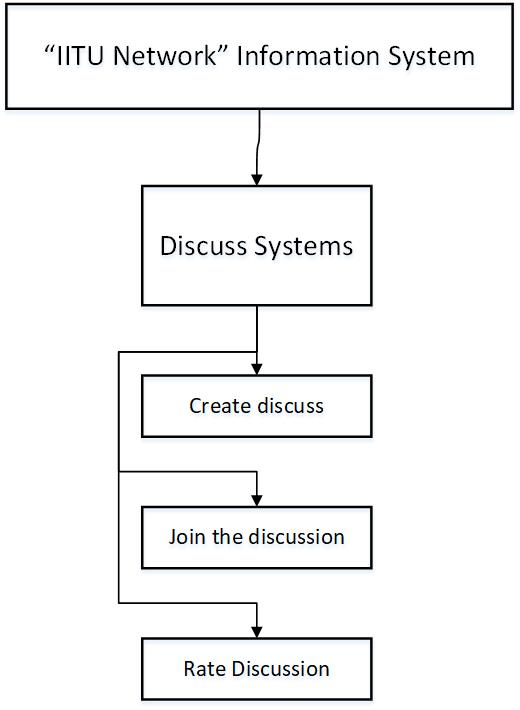 “IITU Network” Information System
Discuss Systems
Create discuss
Join the discussion
Rate Discussion